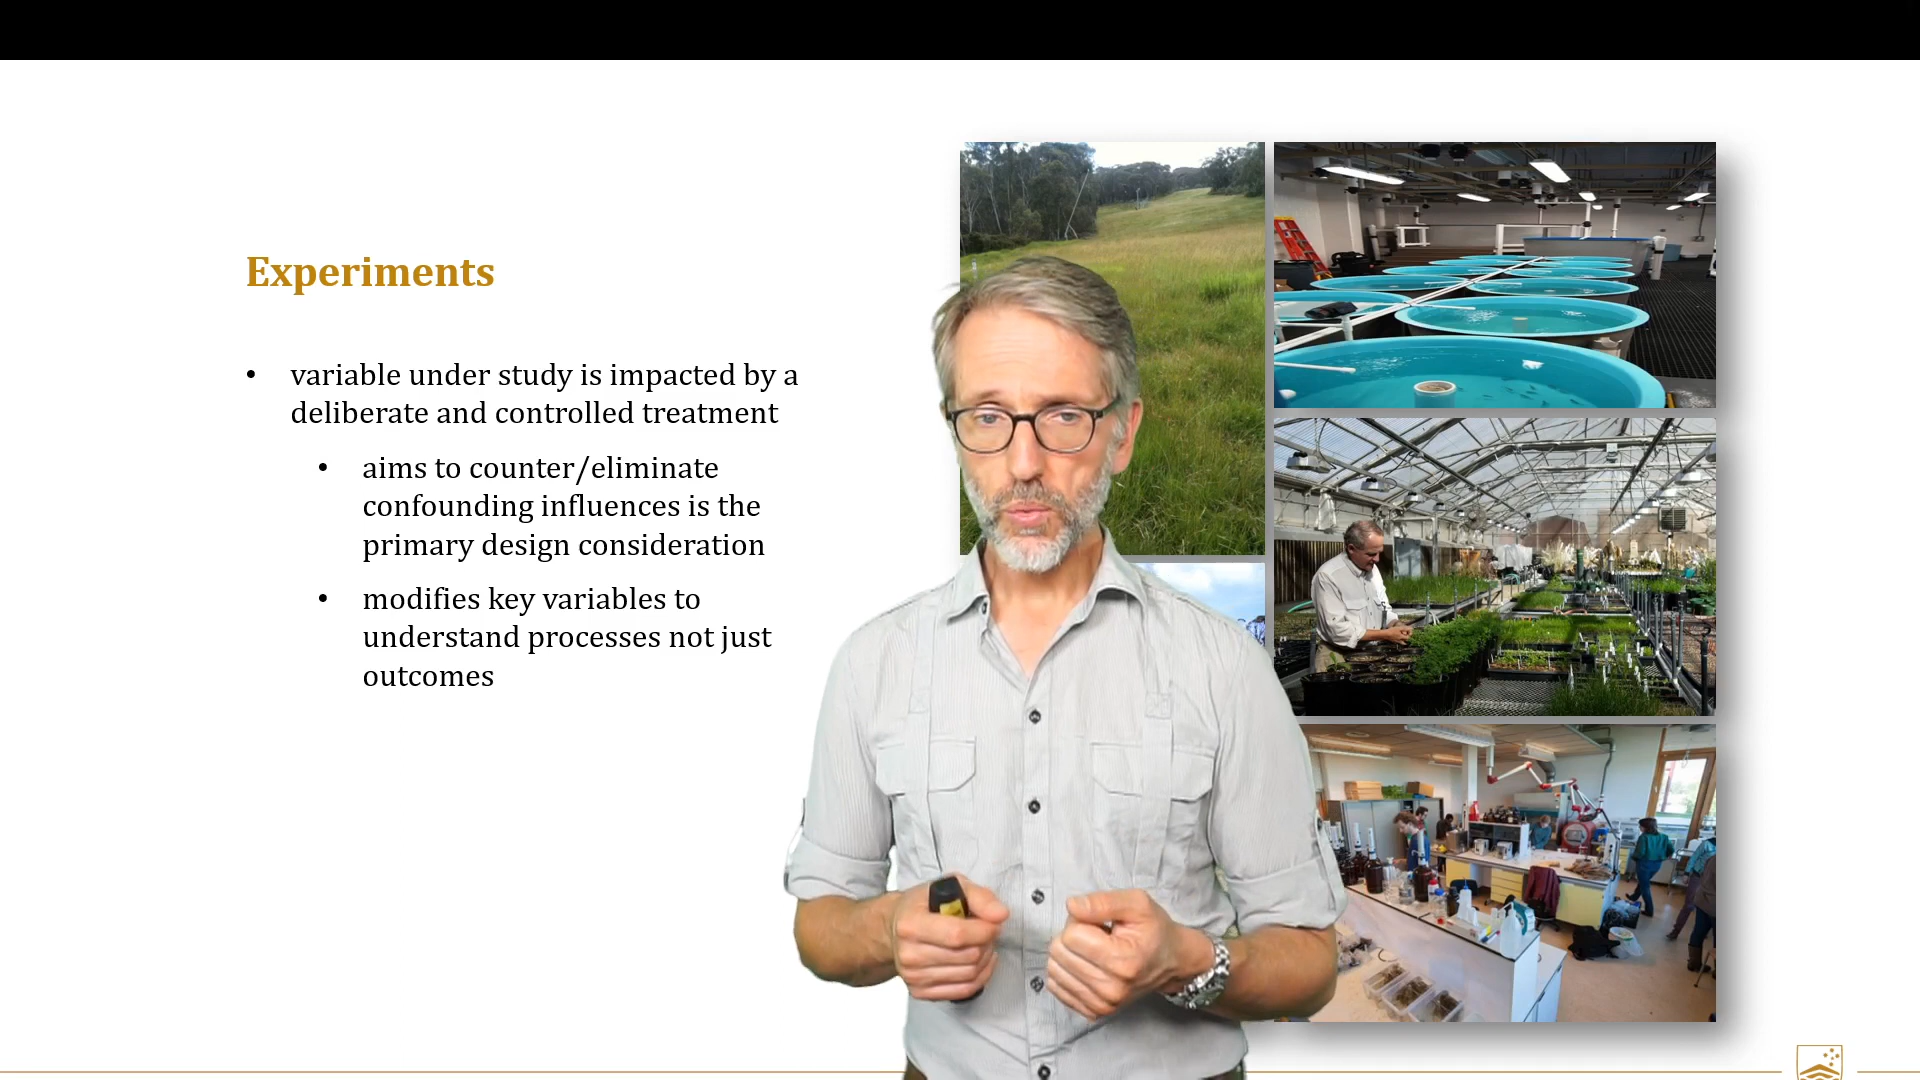 Experiments
• variable under study is impacted by a
deliberate and controlled treatment
• aims to counter/eliminate
confounding influences is the
primary design consideration
• modifies key variables to
understand processes not just
outcomes